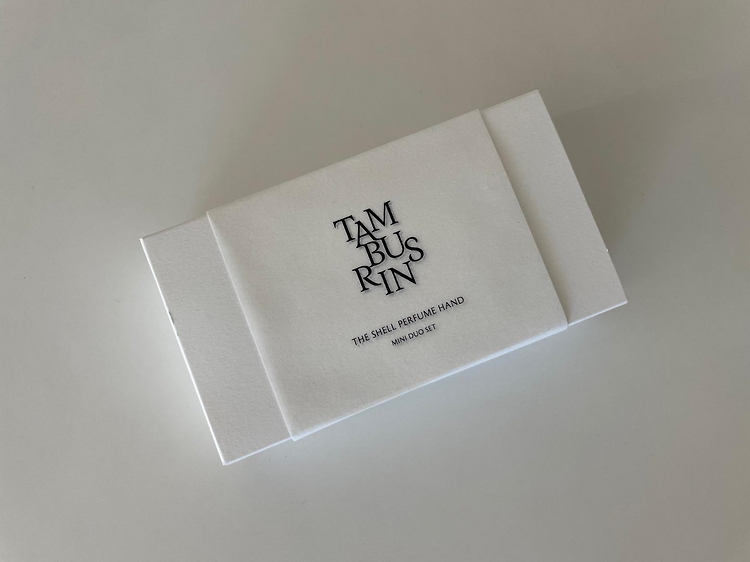 TAM
BUS
RIN
THE SHELL PERFUME HAND
MINI DUO SET